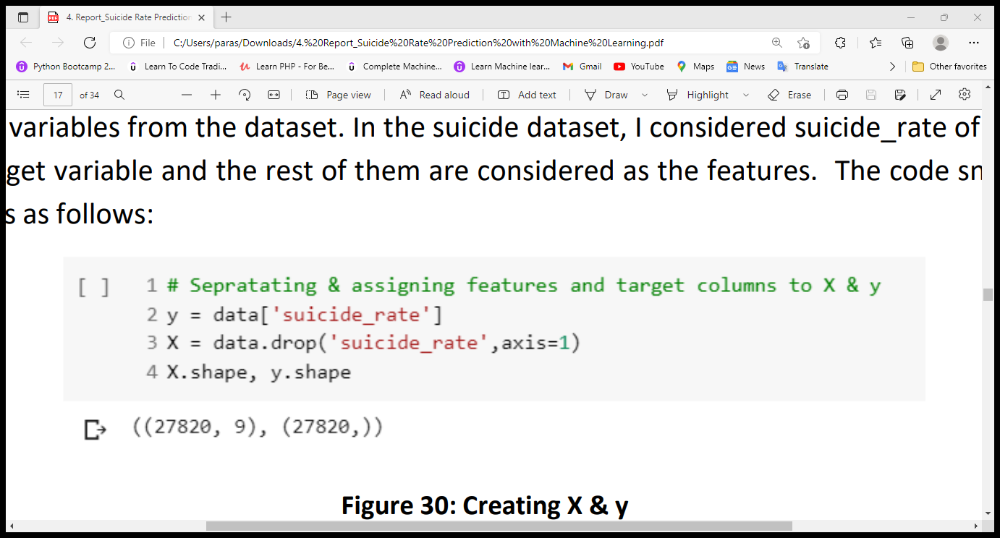 4. Report_Suicide Rate Prediction
File
C:/Users/paras/Downloads/4.%20Report_Suicide%20Rate%20Prediction%20with%20Machine%20Learning.pdf
Python Bootcamp 2... Learn To Code Tradi... Learn PHP - For Be... Complete Machine... Learn Machine lear... Gmail YouTube Maps News Translate Other favorites
17 of 34 Page view Read aloud Add text Draw Highlight Erase
variables from the dataset. In the suicide dataset, I considered suicide_rate of
get variable and the rest of them are considered as the features. The code sn
s as follows:
[ ] 1 # Sepratating & assigning features and target columns to X & y
2 y = data['suicide_rate']
3 X = data.drop('suicide_rate',axis=1)
4 X.shape, y.shape
((27820, 9), (27820,))
Figure 30: Creating X & y